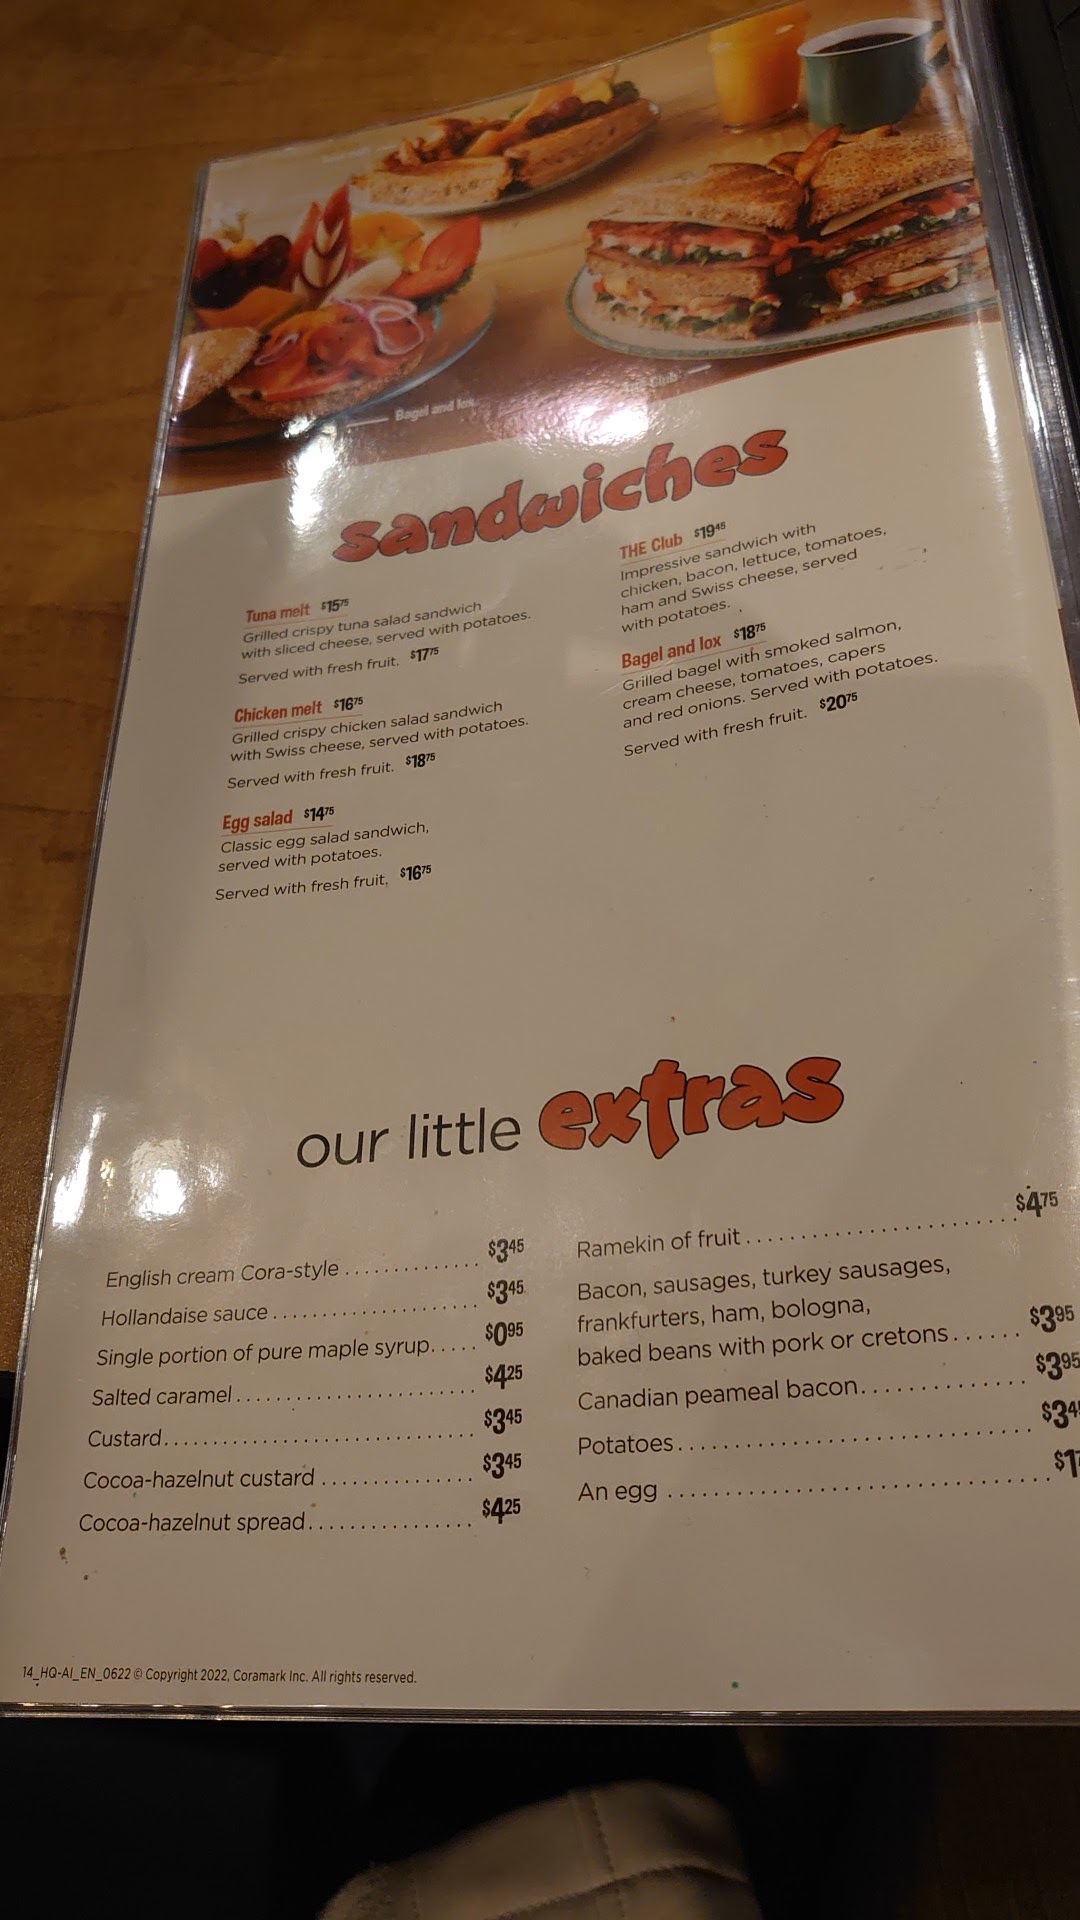 Bagel and lox
Club
sandwiches
Tuna melt $15 75
Grilled crispy tuna salad sandwich
with sliced cheese, served with potatoes.
Served with fresh fruit. $17 75
Chicken melt $16 75
Grilled crispy chicken salad sandwich
with Swiss cheese, served with potatoes.
Served with fresh fruit. $18 75
Egg salad $14 75
Classic egg salad sandwich,
served with potatoes.
Served with fresh fruit, $16 75
THE Club $19 45
Impressive sandwich with
chicken, bacon, lettuce, tomatoes,
ham and Swiss cheese, served
with potatoes.
Bagel and lox $18 75
Grilled bagel with smoked salmon,
cream cheese, tomatoes, capers
and red onions. Served with potatoes.
Served with fresh fruit. $20 75
our little extras
English cream Cora-style ............. $3 45
Hollandaise sauce .................... $3 45
Single portion of pure maple syrup..... $0 95
Salted caramel ........................ $4 25
Custard............................... $3 45
Cocoa-hazelnut custard ............... $3 45
Cocoa-hazelnut spread................ $4 25
Ramekin of fruit ........................ $4 75
Bacon, sausages, turkey sausages,
frankfurters, ham, bologna,
baked beans with pork or cretons...... $3 95
Canadian peameal bacon.............. $3 95
Potatoes............................... $3 4
An egg ................................ $1
14_HQ-AI_EN_0622 © Copyright 2022, Coramark Inc. All rights reserved.